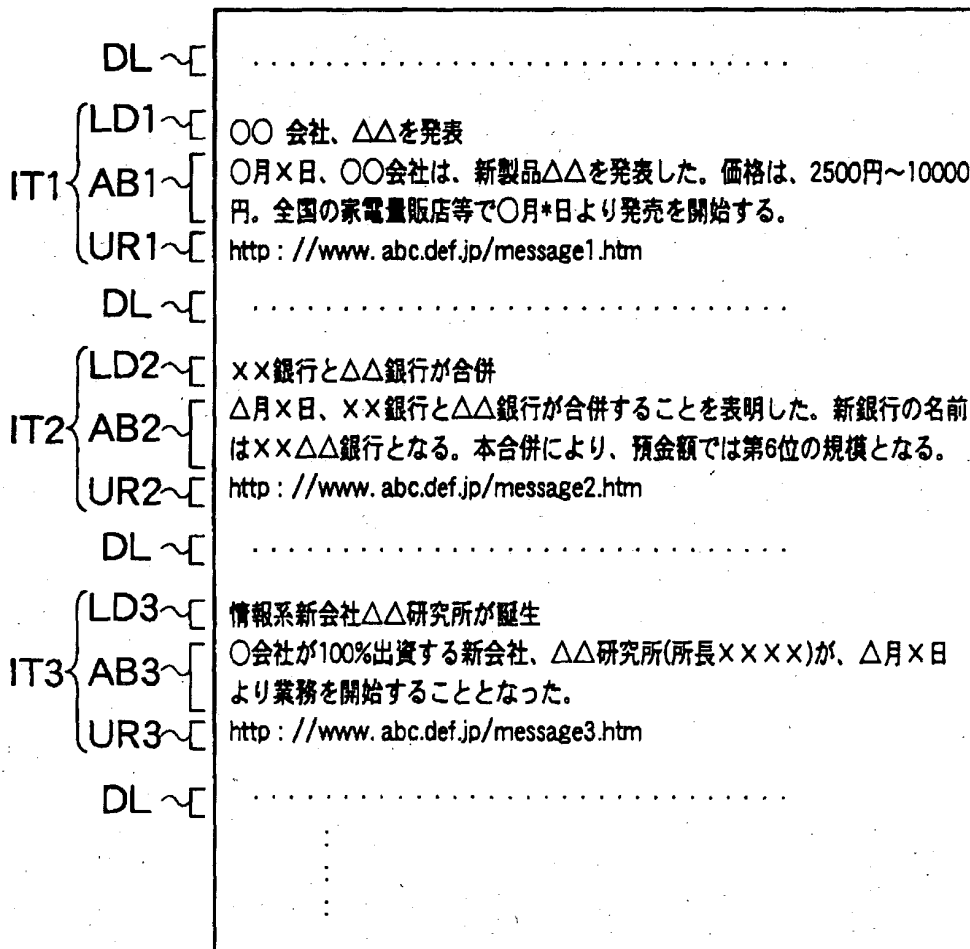 DL ..............................
LD1 〇〇 会社、△△を発表
IT1 AB1 〇月×日、〇〇会社は、新製品△△を発表した。価格は、2500円〜10000
円。全国の家電量販店等で〇月*日より発売を開始する。
UR1 http : //www. abc.def.jp/message1.htm
DL ..............................
LD2 ××銀行と△△銀行が合併
IT2 AB2 △月×日、××銀行と△△銀行が合併することを表明した。新銀行の名前
は××△△銀行となる。本合併により、預金額では第6位の規模となる。
UR2 http : //www. abc.def.jp/message2.htm
DL ..............................
LD3 情報系新会社△△研究所が誕生
IT3 AB3 〇会社が100%出資する新会社、△△研究所(所長××××)が、△月×日
より業務を開始することとなった。
UR3 http : //www. abc.def.jp/message3.htm
DL ..............................